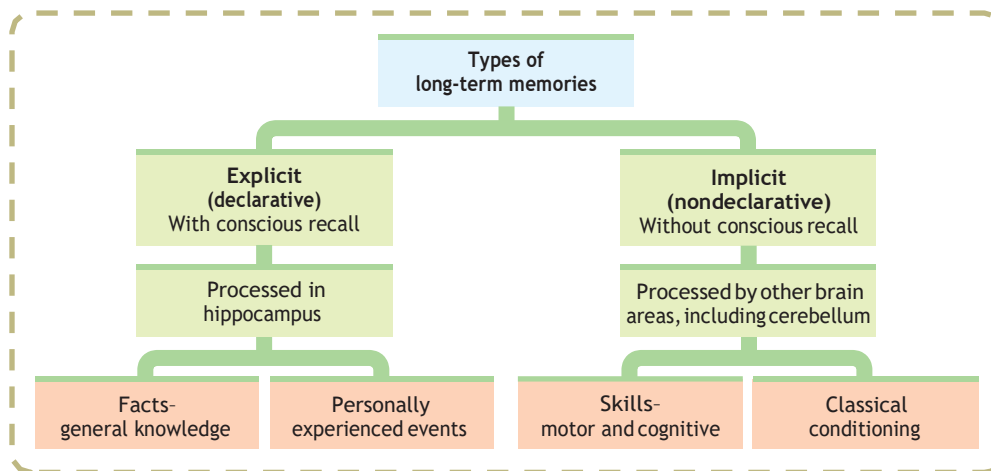 Types of
long-term memories
Explicit
(declarative)
With conscious recall
Implicit
(nondeclarative)
Without conscious recall
Processed in
hippocampus
Processed by other brain
areas, including cerebellum
Facts–
general knowledge
Personally
experienced events
Skills–
motor and cognitive
Classical
conditioning